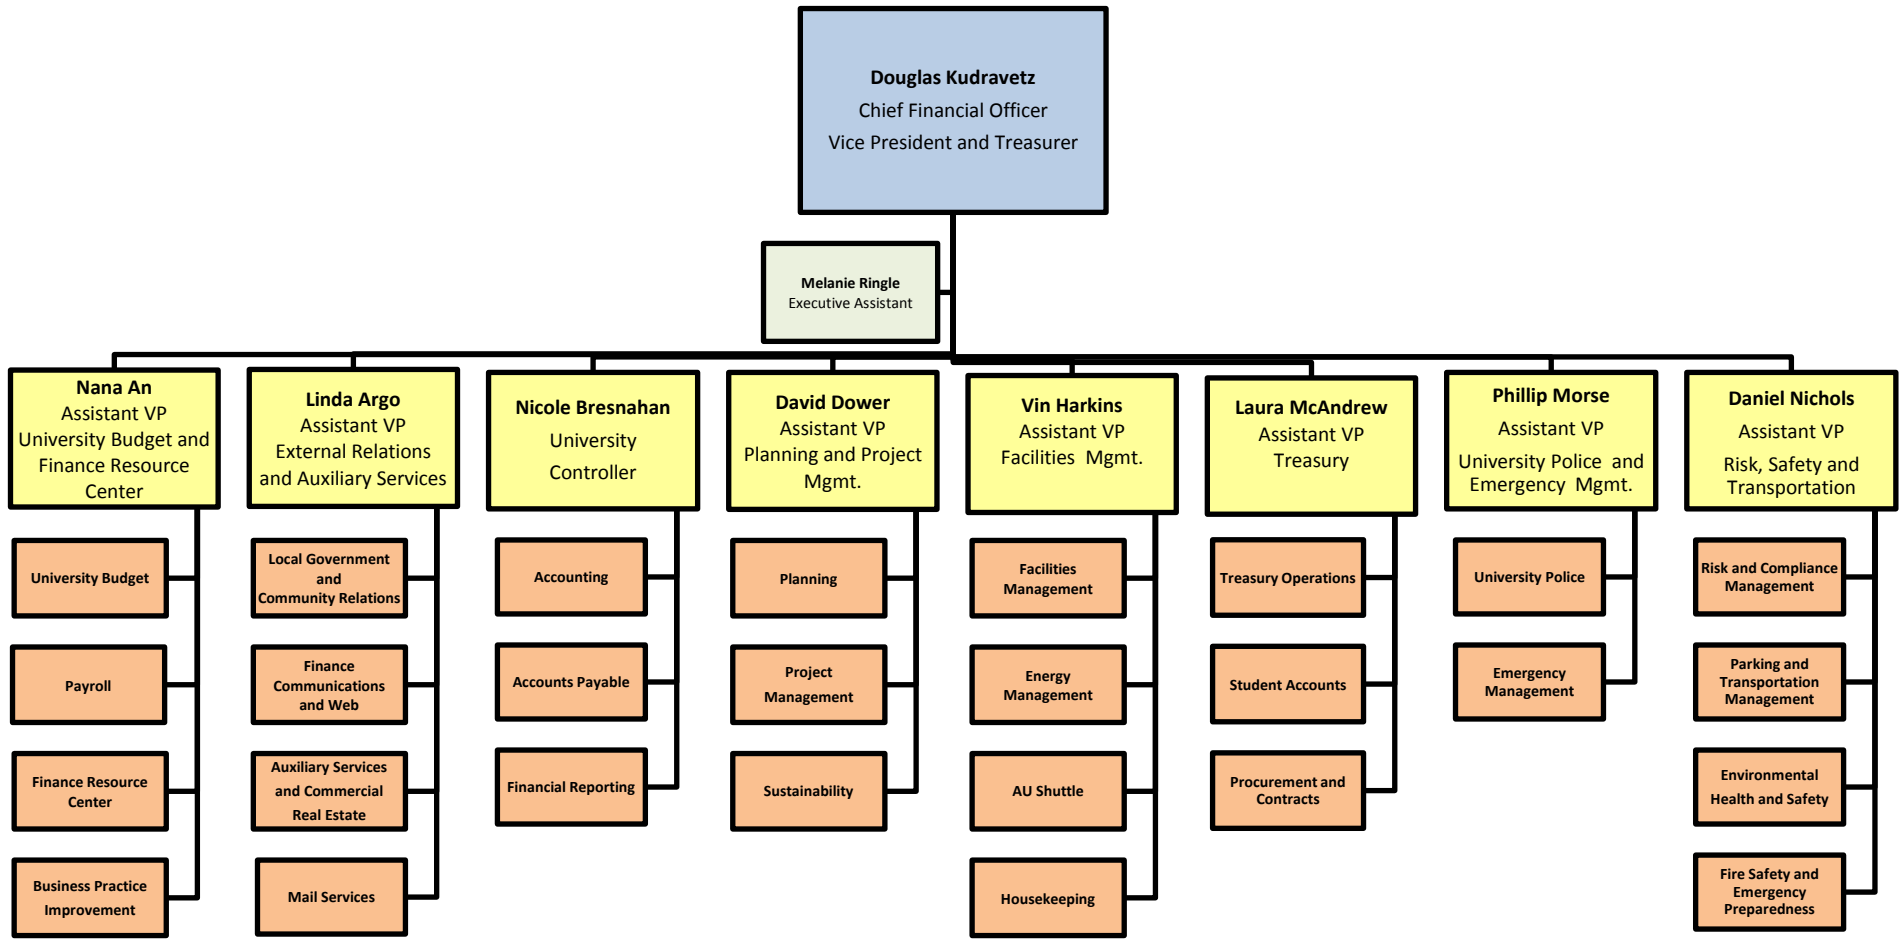 Douglas Kudravetz
Chief Financial Officer
Vice President and Treasurer
Melanie Ringle
Executive Assistant
Nana An
Assistant VP
University Budget and
Finance Resource
Center
Linda Argo
Assistant VP
External Relations
and Auxiliary Services
Nicole Bresnahan
University
Controller
David Dower
Assistant VP
Planning and Project
Mgmt.
Vin Harkins
Assistant VP
Facilities Mgmt.
Laura McAndrew
Assistant VP
Treasury
Phillip Morse
Assistant VP
University Police and
Emergency Mgmt.
Daniel Nichols
Assistant VP
Risk, Safety and
Transportation
University Budget
Payroll
Finance Resource
Center
Business Practice
Improvement
Local Government
and
Community Relations
Finance
Communications
and Web
Auxiliary Services
and Commercial
Real Estate
Mail Services
Accounting
Accounts Payable
Financial Reporting
Planning
Project
Management
Sustainability
Facilities
Management
Energy
Management
AU Shuttle
Housekeeping
Treasury Operations
Student Accounts
Procurement and
Contracts
University Police
Emergency
Management
Risk and Compliance
Management
Parking and
Transportation
Management
Environmental
Health and Safety
Fire Safety and
Emergency
Preparedness